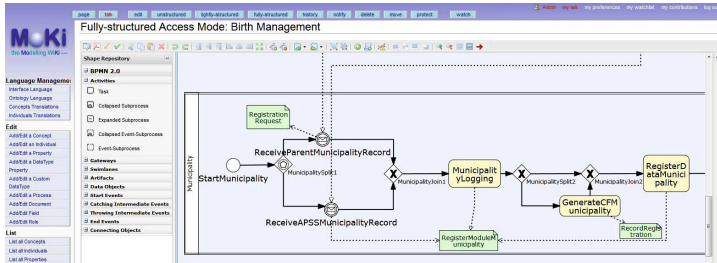 Admin my talk my preferences my watchlist my contributions log ou
page talk edit unstructured lightly-structured fully-structured history notify delete move protect watch
MoKi
the Modelling WiKi
Fully-structured Access Mode: Birth Management
Language Managemen
Interface Language
Ontology Language
Concepts Translations
Individuals Translations
Edit
Add/Edit a Concept
Add/Edit an Individual
Add/Edit a Property
Add/Edit a DataType
Property
Add/Edit a Custom
DataType
Add/Edit a Process
Add/Edit Document
Add/Edit Field
Add/Edit Role
List
List all Concepts
List all Individuals
List all Properties
Shape Repository
BPMN 2.0
Activities
Task
Collapsed Subprocess
Expanded Subprocess
Collapsed Event-Subprocess
Event-Subprocess
Gateways
Swimlanes
Artifacts
Data Objects
Start Events
Catching Intermediate Events
Throwing Intermediate Events
End Events
Connecting Objects
Municipality
Registration
Request
ReceiveParentMunicipalityRecord
StartMunicipality
MunicipalitySplit1
ReceiveAPSSMunicipalityRecord
X
MunicipalityJoin1
Municipalit
yLogging
X
MunicipalitySplit2
X
MunicipalityJoin2
RegisterD
ataMunici
pality
GenerateCFM
unicipality
RegisterModuleM
unicipality
RecordRegis
tration